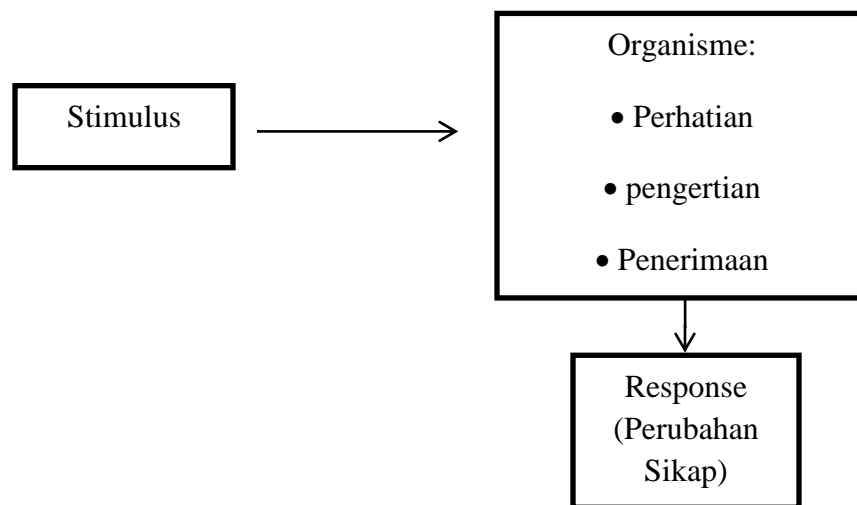 Stimulus
Organisme:
• Perhatian
• pengertian
• Penerimaan
Response
(Perubahan
Sikap)